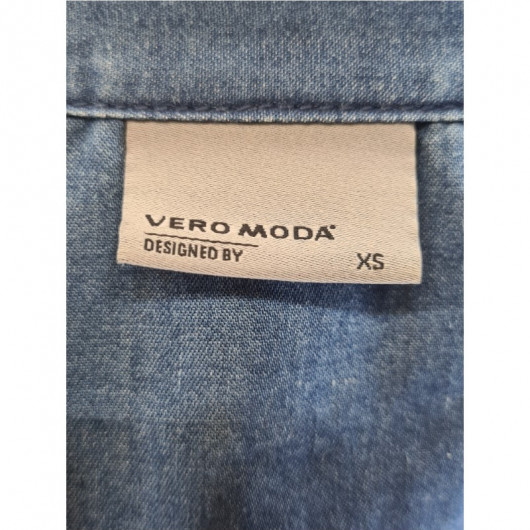 VERO MODA
DESIGNED BY
XS